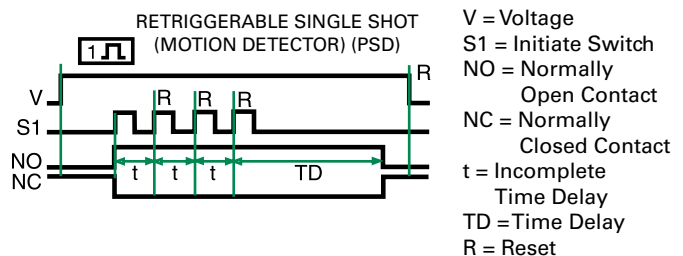 RETRIGGERABLE SINGLE SHOT
(MOTION DETECTOR) (PSD)
1
R
V
R R R
S1
NO
NC
t t t TD
V = Voltage
S1 = Initiate Switch
NO = Normally
Open Contact
NC = Normally
Closed Contact
t = Incomplete
Time Delay
TD = Time Delay
R = Reset